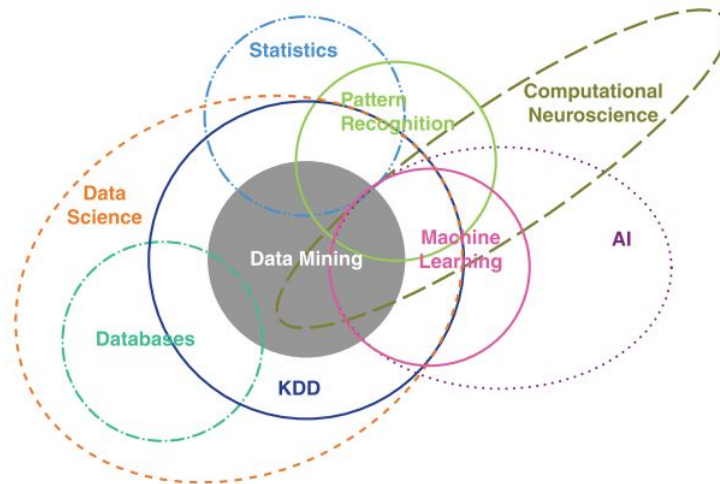 Statistics
Pattern
Recognition
Computational
Neuroscience
Data
Science
Machine
Learning
AI
Data Mining
Databases
KDD